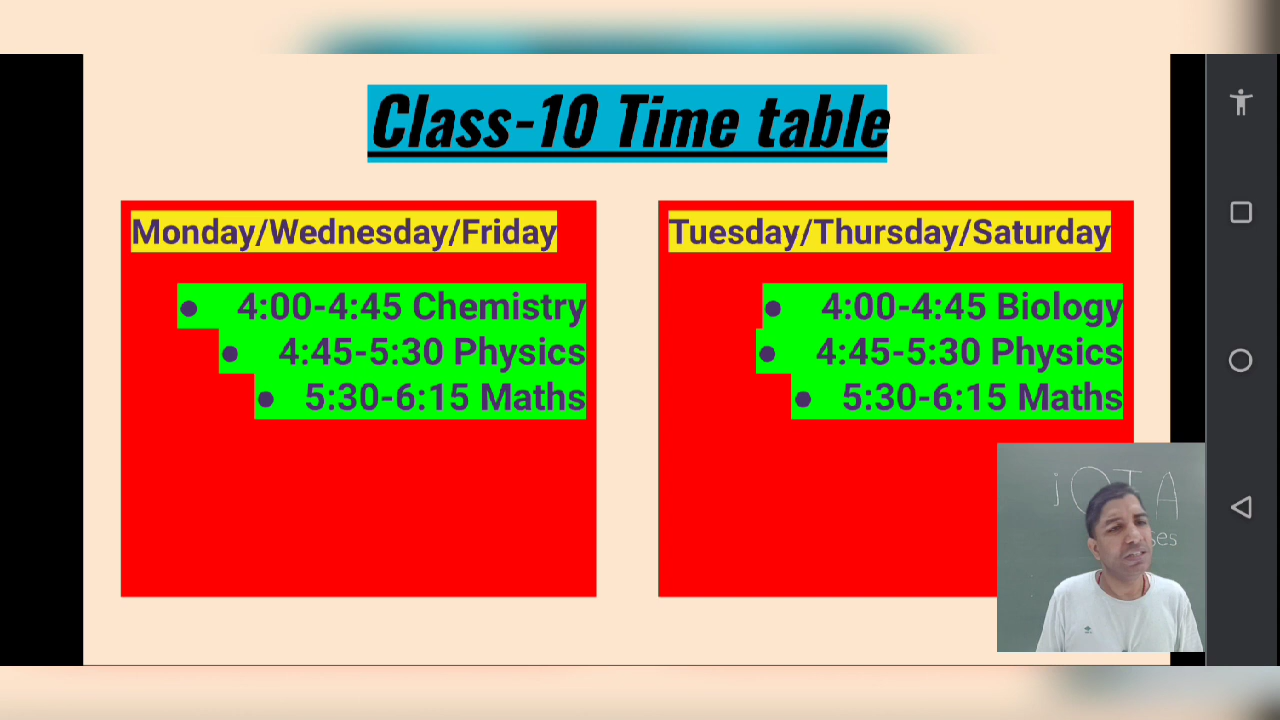 Class-10 Time table
Monday/Wednesday/Friday
● 4:00-4:45 Chemistry
● 4:45-5:30 Physics
● 5:30-6:15 Maths
Tuesday/Thursday/Saturday
● 4:00-4:45 Biology
● 4:45-5:30 Physics
● 5:30-6:15 Maths
iOTA